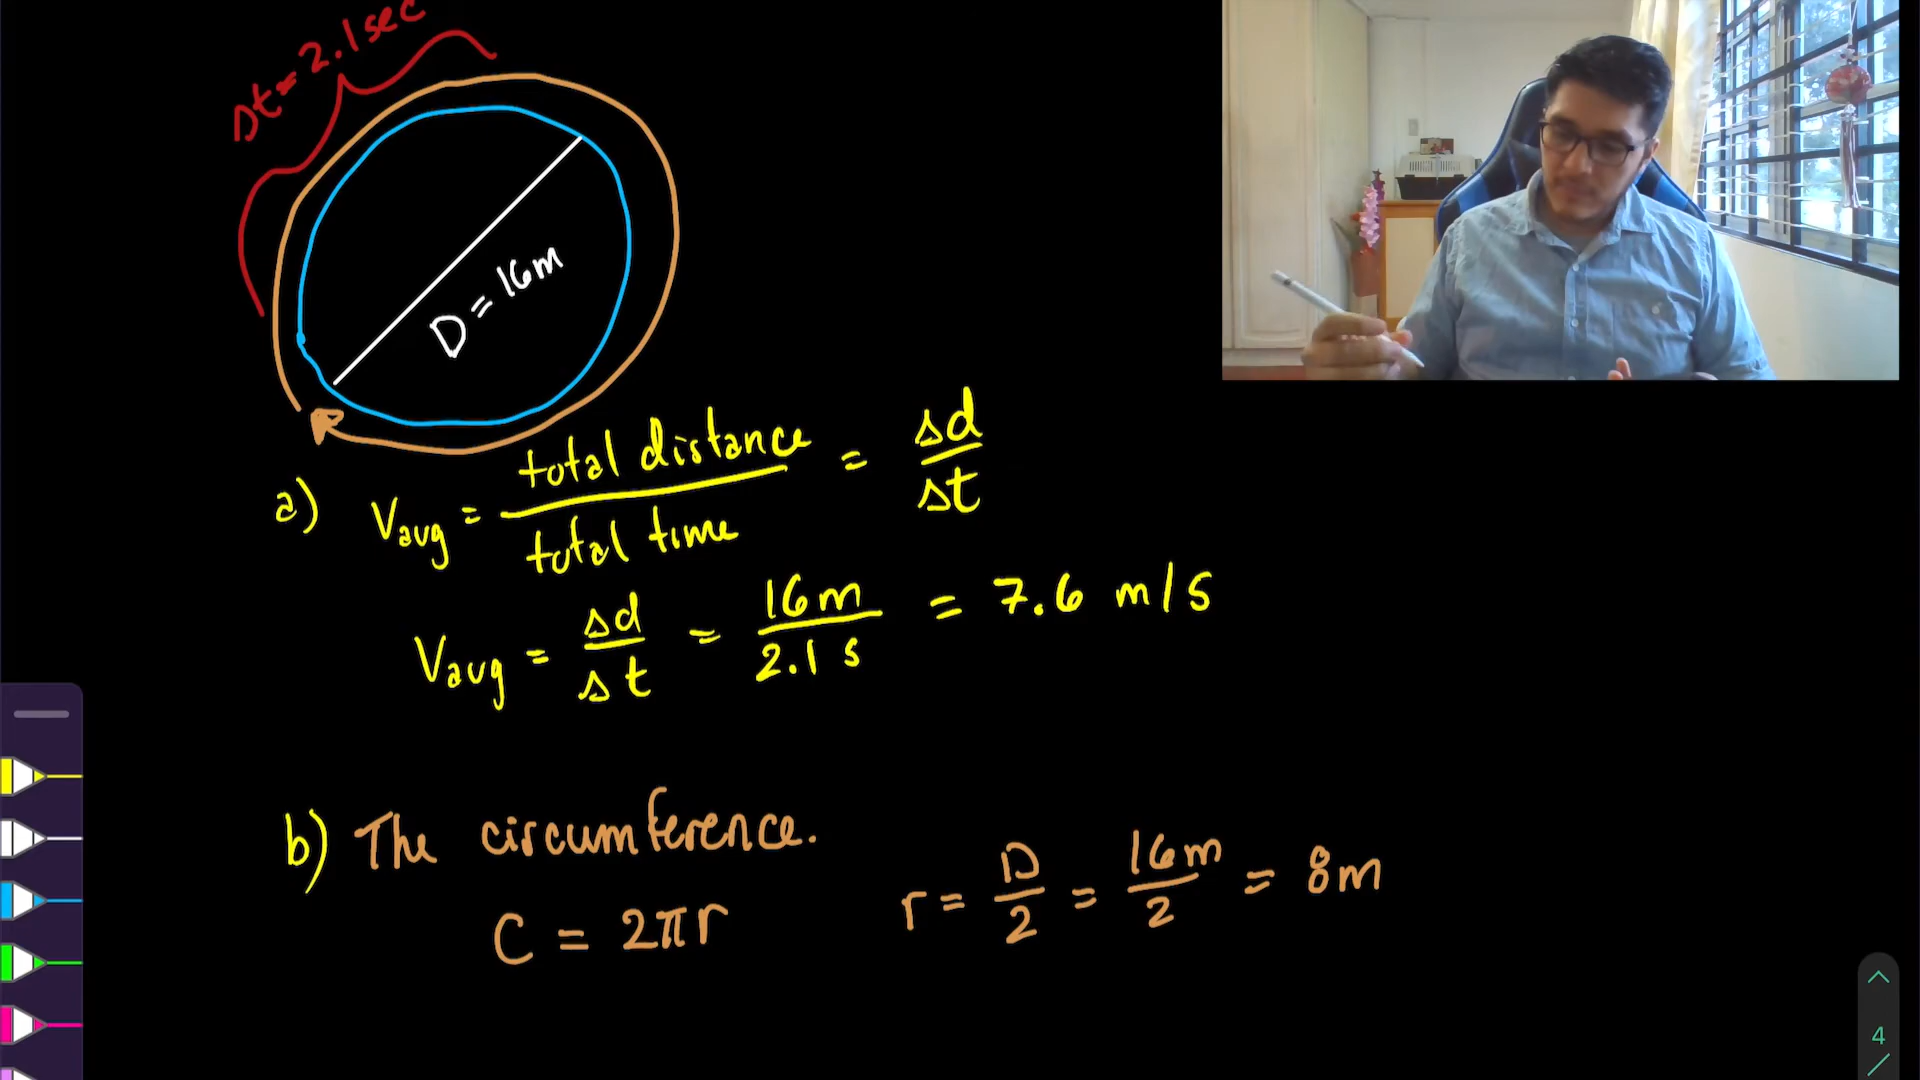 Δt = 2.1 sec
D = 16m
a) Vavg = total distance / total time = Δd / Δt
Vavg = Δd / Δt = 16m / 2.1 s = 7.6 m/s
b) The circumference.
C = 2πr r = D / 2 = 16m / 2 = 8m
4